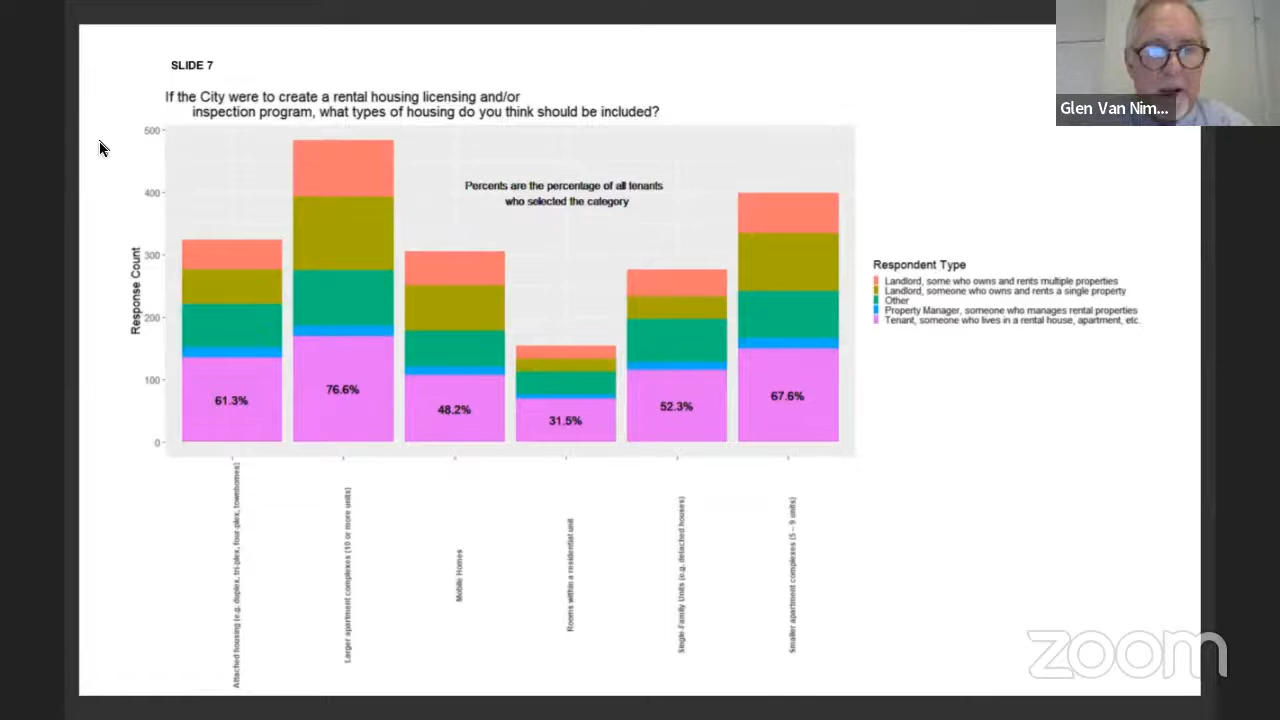 SLIDE 7
If the City were to create a rental housing licensing and/or
inspection program, what types of housing do you think should be included?
Glen Van Nim...
500
400
300
200
100
0
Response Count
Percents are the percentage of all tenants
who selected the category
61.3%
76.6%
48.2%
31.5%
52.3%
67.6%
Attached housing (e.g. duplex, tri-plex, four-plex, townhomes)
Larger apartment complexes (10 or more units)
Mobile Homes
Rooms within a residential unit
Single-Family Units (e.g. detached houses)
Smaller apartment complexes (5 - 9 units)
Respondent Type
Landlord, some who owns and rents multiple properties
Landlord, someone who owns and rents a single property
Other
Property Manager, someone who manages rental properties
Tenant, someone who lives in a rental house, apartment, etc.
zoom